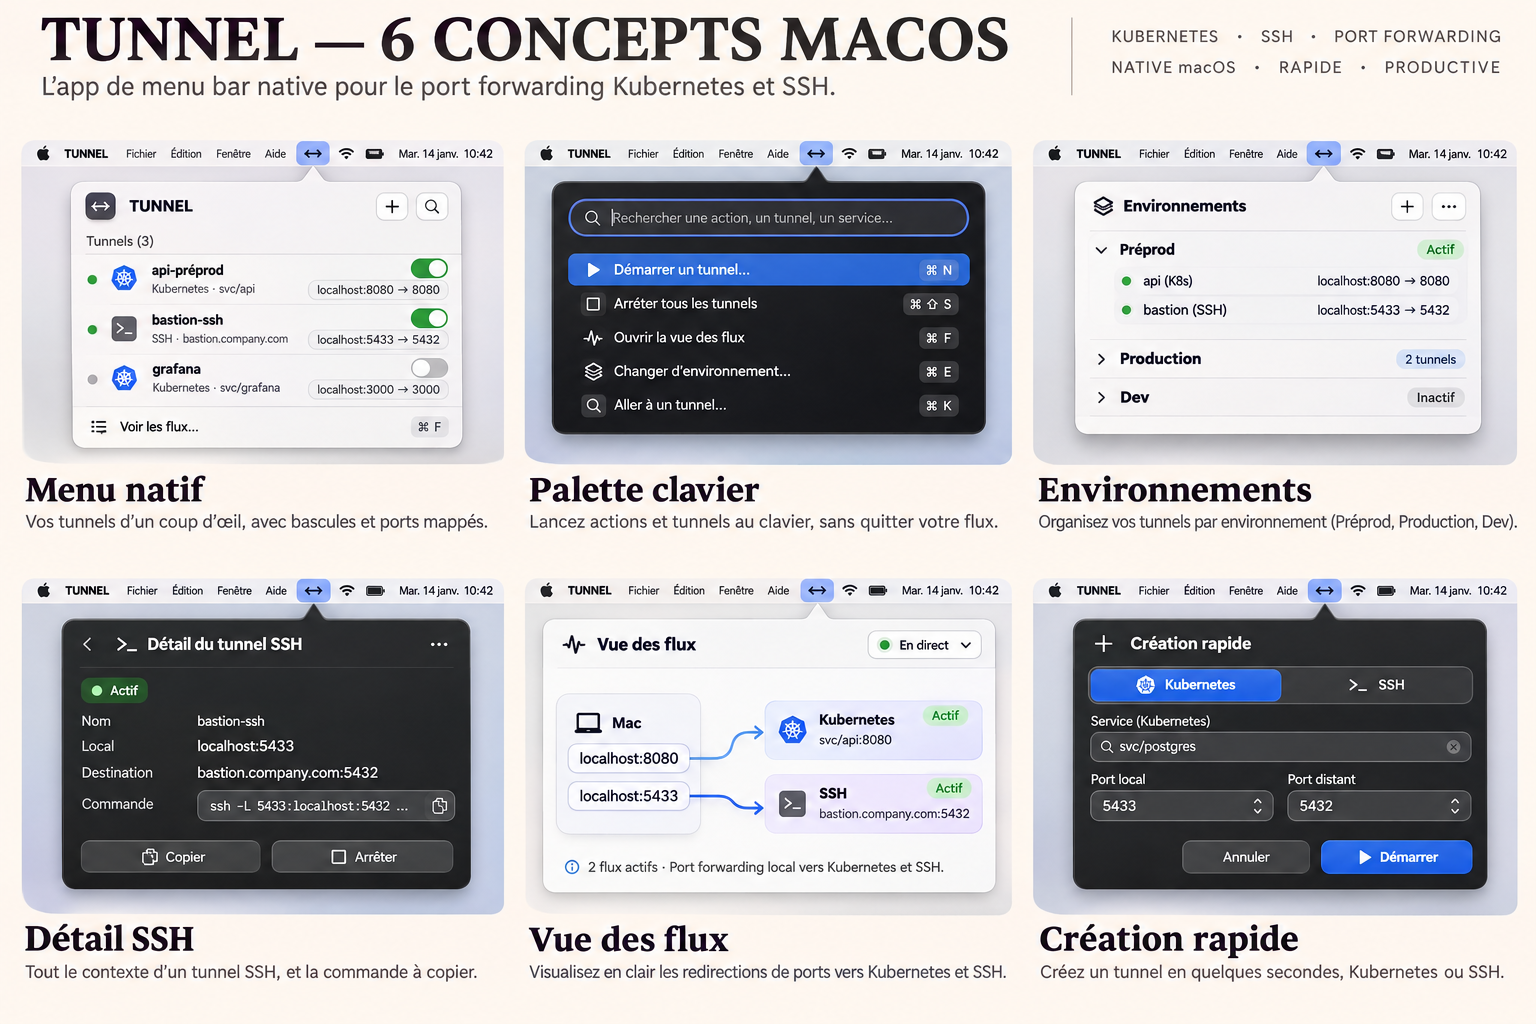 TUNNEL — 6 CONCEPTS MACOS
L’app de menu bar native pour le port forwarding Kubernetes et SSH.
KUBERNETES • SSH • PORT FORWARDING
NATIVE macOS • RAPIDE • PRODUCTIVE
TUNNEL Fichier Édition Fenêtre Aide Mar. 14 janv. 10:42
TUNNEL
Tunnels (3)
api-préprod
Kubernetes · svc/api
localhost:8080 → 8080
bastion-ssh
SSH · bastion.company.com
localhost:5433 → 5432
grafana
Kubernetes · svc/grafana
localhost:3000 → 3000
Voir les flux... ⌘ F
Menu natif
Vos tunnels d’un coup d’œil, avec bascules et ports mappés.
TUNNEL Fichier Édition Fenêtre Aide Mar. 14 janv. 10:42
Rechercher une action, un tunnel, un service...
Démarrer un tunnel... ⌘ N
Arréter tous les tunnels ⌘ ⇧ S
Ouvrir la vue des flux ⌘ F
Changer d’environnement... ⌘ E
Aller à un tunnel... ⌘ K
Palette clavier
Lancez actions et tunnels au clavier, sans quitter votre flux.
TUNNEL Fichier Édition Fenêtre Aide Mar. 14 janv. 10:42
Environnements
Préprod Actif
api (K8s) localhost:8080 → 8080
bastion (SSH) localhost:5433 → 5432
Production 2 tunnels
Dev Inactif
Environnements
Organisez vos tunnels par environnement (Préprod, Production, Dev).
TUNNEL Fichier Édition Fenêtre Aide Mar. 14 janv. 10:42
Détail du tunnel SSH
Actif
Nom bastion-ssh
Local localhost:5433
Destination bastion.company.com:5432
Commande ssh -L 5433:localhost:5432 ...
Copier Arrêter
Détail SSH
Tout le contexte d’un tunnel SSH, et la commande à copier.
TUNNEL Fichier Édition Fenêtre Aide Mar. 14 janv. 10:42
Vue des flux En direct
Mac
localhost:8080
localhost:5433
Kubernetes Actif
svc/api:8080
SSH Actif
bastion.company.com:5432
2 flux actifs · Port forwarding local vers Kubernetes et SSH.
Vue des flux
Visualisez en clair les redirections de ports vers Kubernetes et SSH.
TUNNEL Fichier Édition Fenêtre Aide Mar. 14 janv. 10:42
Création rapide
Kubernetes SSH
Service (Kubernetes)
svc/postgres
Port local Port distant
5433 5432
Annuler Démarrer
Création rapide
Créez un tunnel en quelques secondes, Kubernetes ou SSH.